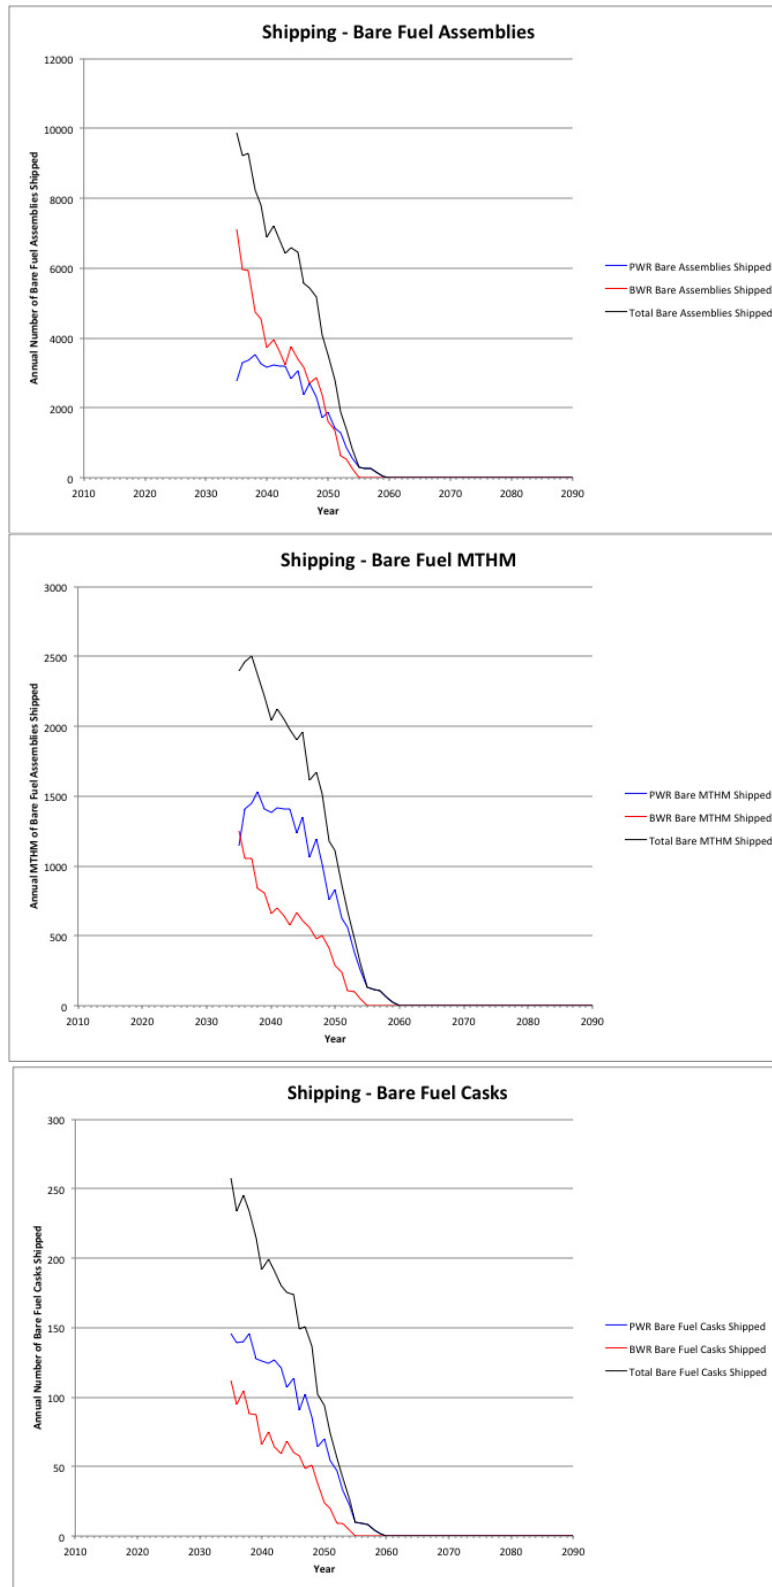 Shipping - Bare Fuel Assemblies
12000
10000
8000
6000
4000
2000
0
Annual Number of Bare Fuel Assemblies Shipped
2010 2020 2030 2040 2050 2060 2070 2080 2090
Year
PWR Bare Assemblies Shipped
BWR Bare Assemblies Shipped
Total Bare Assemblies Shipped
Shipping - Bare Fuel MTHM
3000
2500
2000
1500
1000
500
0
Annual MTHM of Bare Fuel Assemblies Shipped
2010 2020 2030 2040 2050 2060 2070 2080 2090
Year
PWR Bare MTHM Shipped
BWR Bare MTHM Shipped
Total Bare MTHM Shipped
Shipping - Bare Fuel Casks
300
250
200
150
100
50
0
Annual Number of Bare Fuel Casks Shipped
2010 2020 2030 2040 2050 2060 2070 2080 2090
Year
PWR Bare Fuel Casks Shipped
BWR Bare Fuel Casks Shipped
Total Bare Fuel Casks Shipped